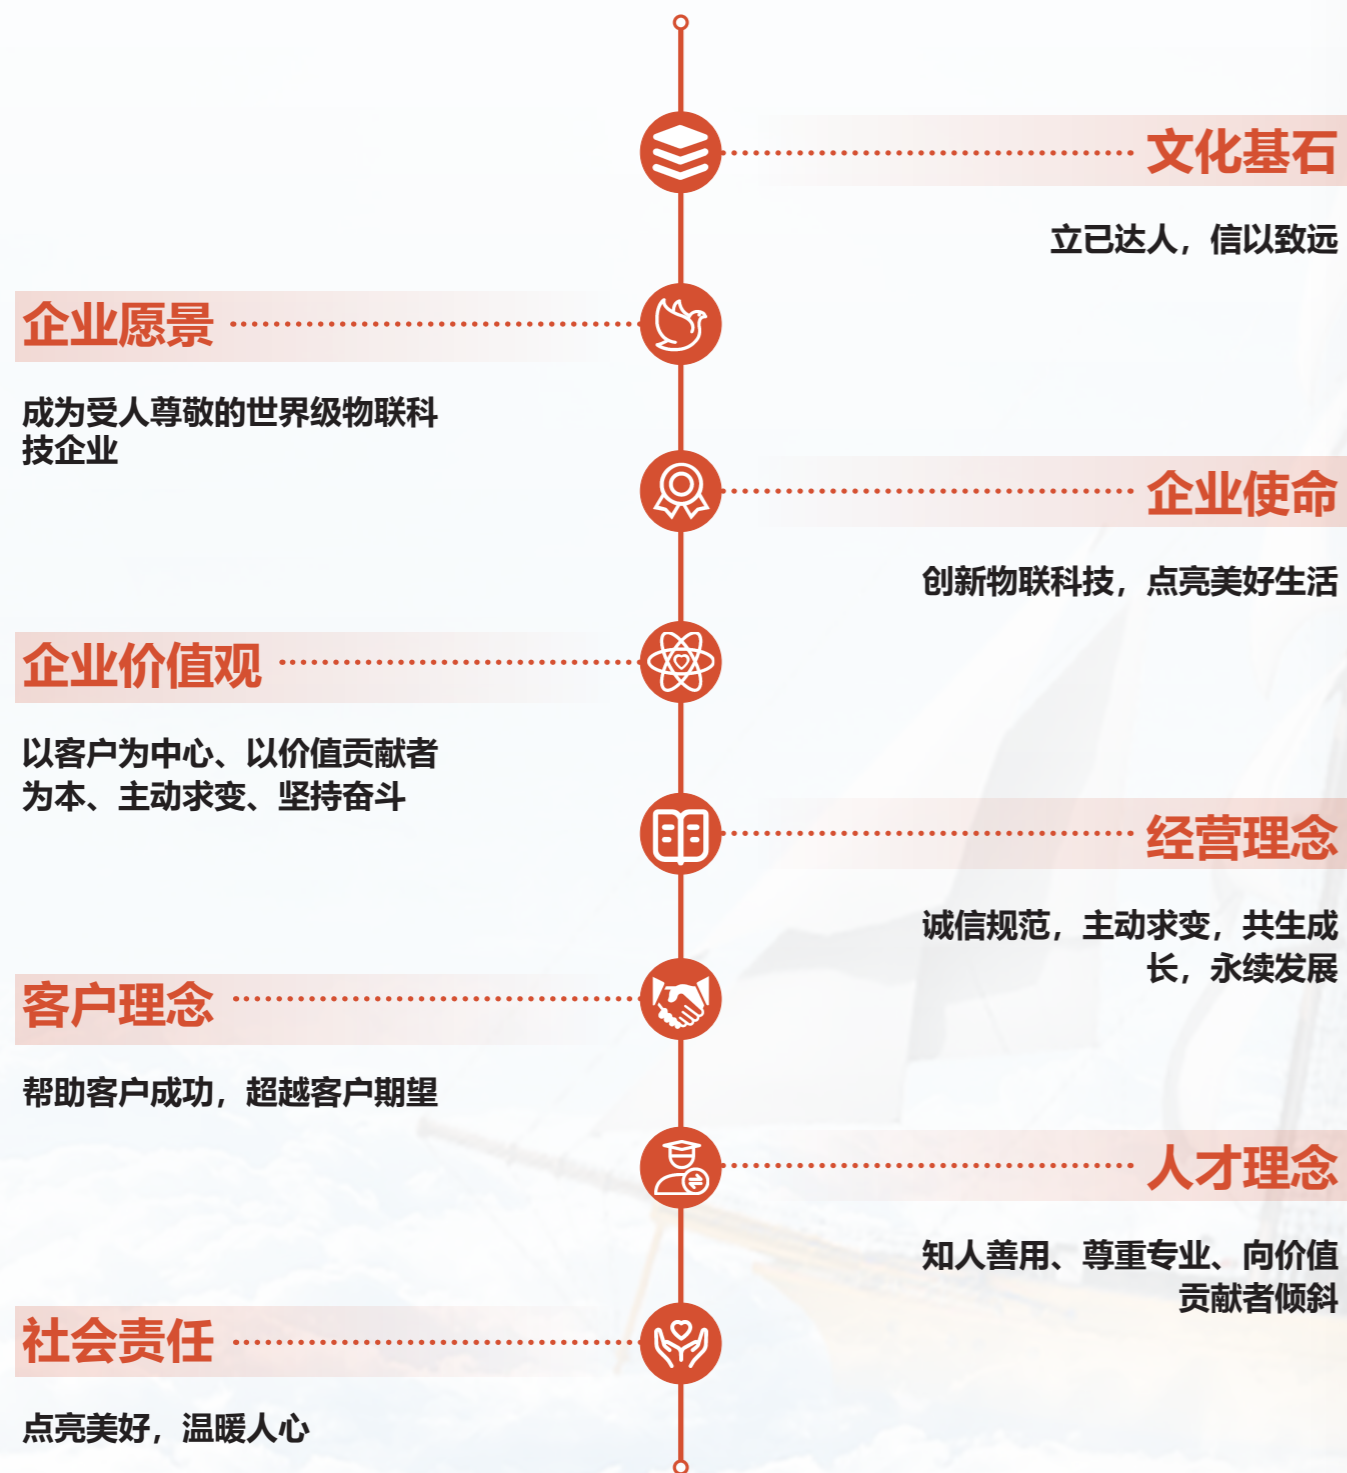 文化基石
立已达人，信以致远
企业愿景
成为受人尊敬的世界级物联科
技企业
企业使命
创新物联科技，点亮美好生活
企业价值观
以客户为中心、以价值贡献者
为本、主动求变、坚持奋斗
经营理念
诚信规范，主动求变，共生成
长，永续发展
客户理念
帮助客户成功，超越客户期望
人才理念
知人善用、尊重专业、向价值
贡献者倾斜
社会责任
点亮美好，温暖人心